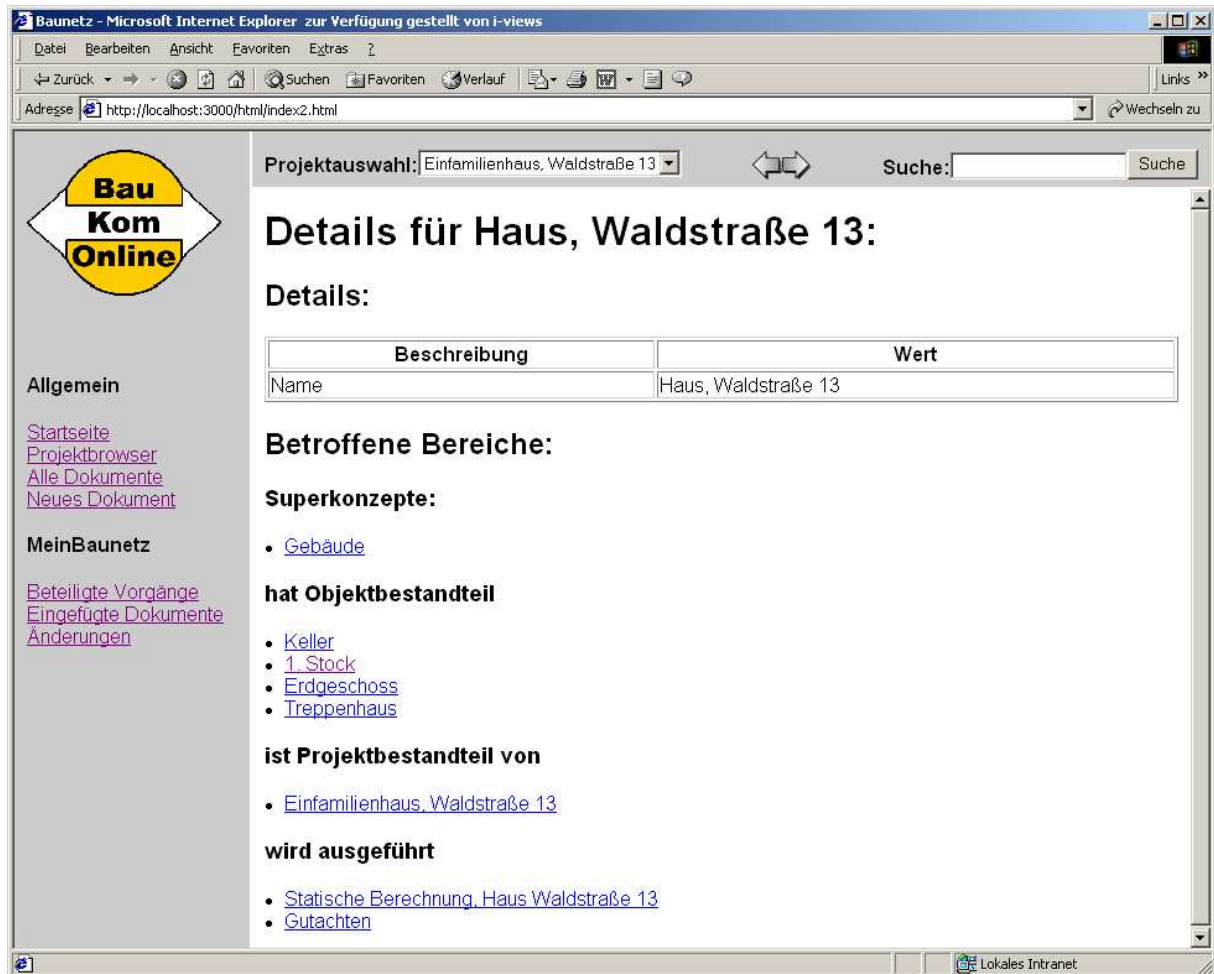 Baunetz - Microsoft Internet Explorer zur Verfügung gestellt von i-views
Datei Bearbeiten Ansicht Favoriten Extras ?
Zurück Suchen Favoriten Verlauf Links »
Adresse http://localhost:3000/html/index2.html Wechseln zu
Bau
Kom
Online
Projektauswahl: Einfamilienhaus, Waldstraße 13 Suche: Suche
Allgemein
Startseite
Projektbrowser
Alle Dokumente
Neues Dokument
MeinBaunetz
Beteiligte Vorgänge
Eingefügte Dokumente
Änderungen
Details für Haus, Waldstraße 13:
Details:
Beschreibung Wert
Name Haus, Waldstraße 13
Betroffene Bereiche:
Superkonzepte:
• Gebäude
hat Objektbestandteil
• Keller
• 1. Stock
• Erdgeschoss
• Treppenhaus
ist Projektbestandteil von
• Einfamilienhaus, Waldstraße 13
wird ausgeführt
• Statische Berechnung, Haus Waldstraße 13
• Gutachten
Lokales Intranet